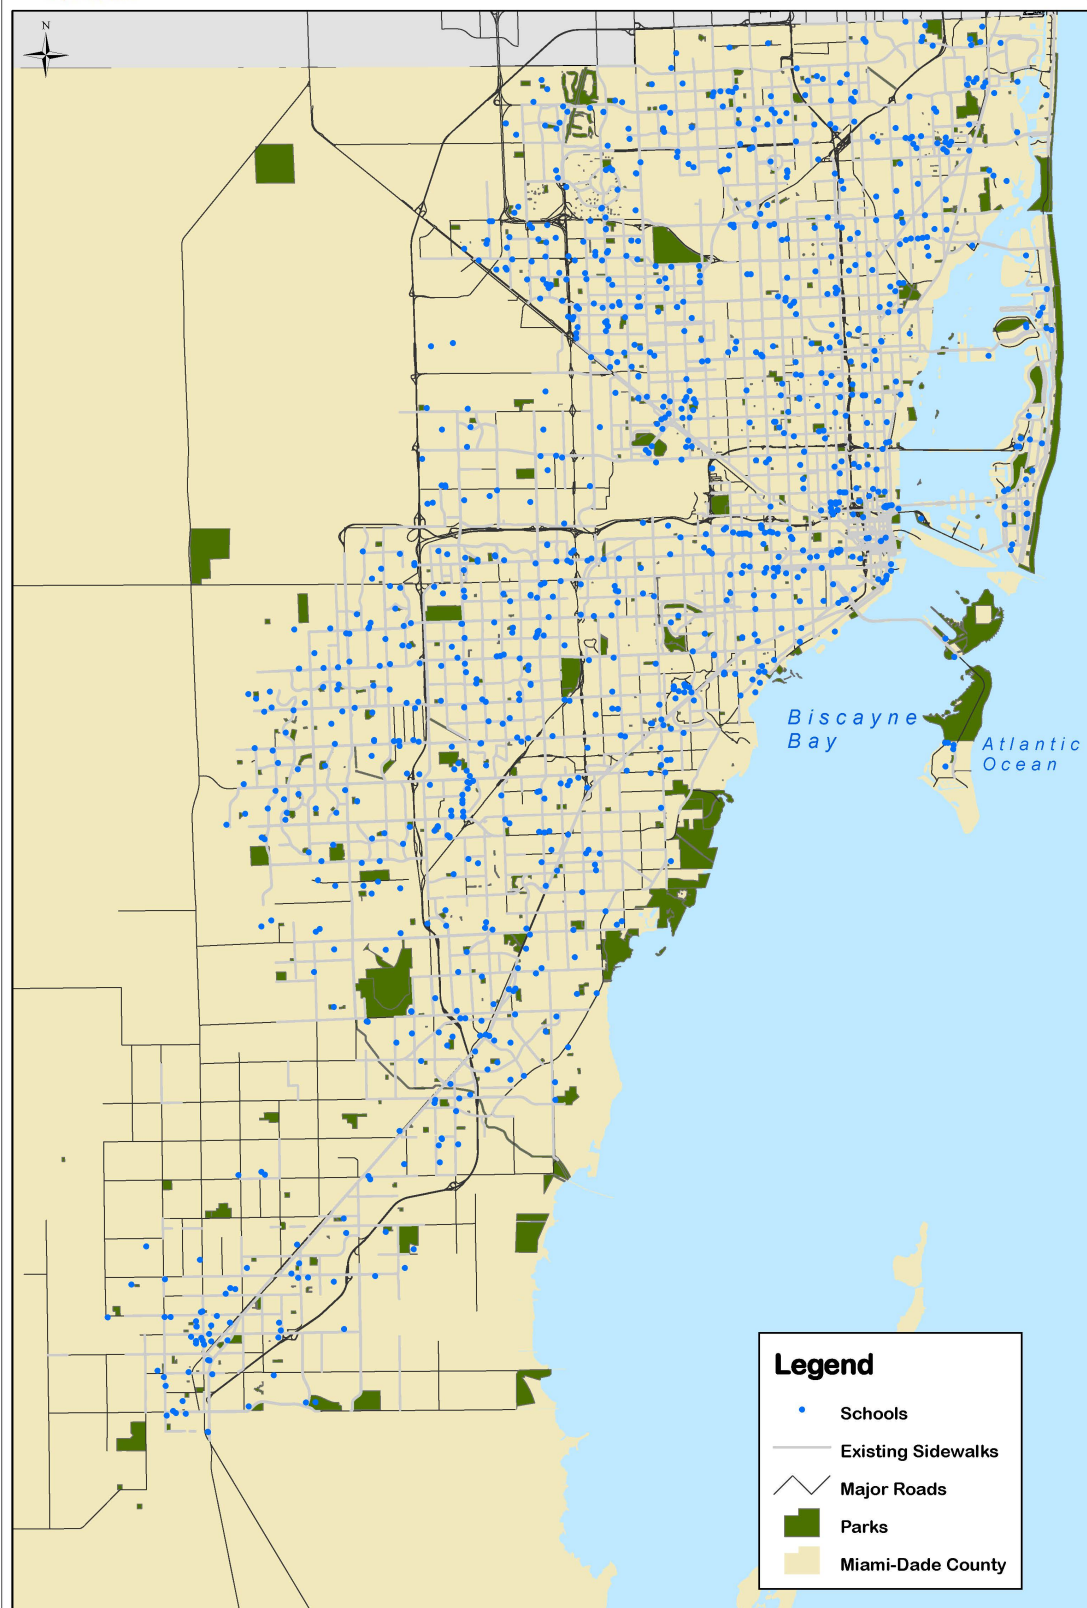 N
Biscayne
Bay
Atlantic
Ocean
Legend
Schools
Existing Sidewalks
Major Roads
Parks
Miami-Dade County